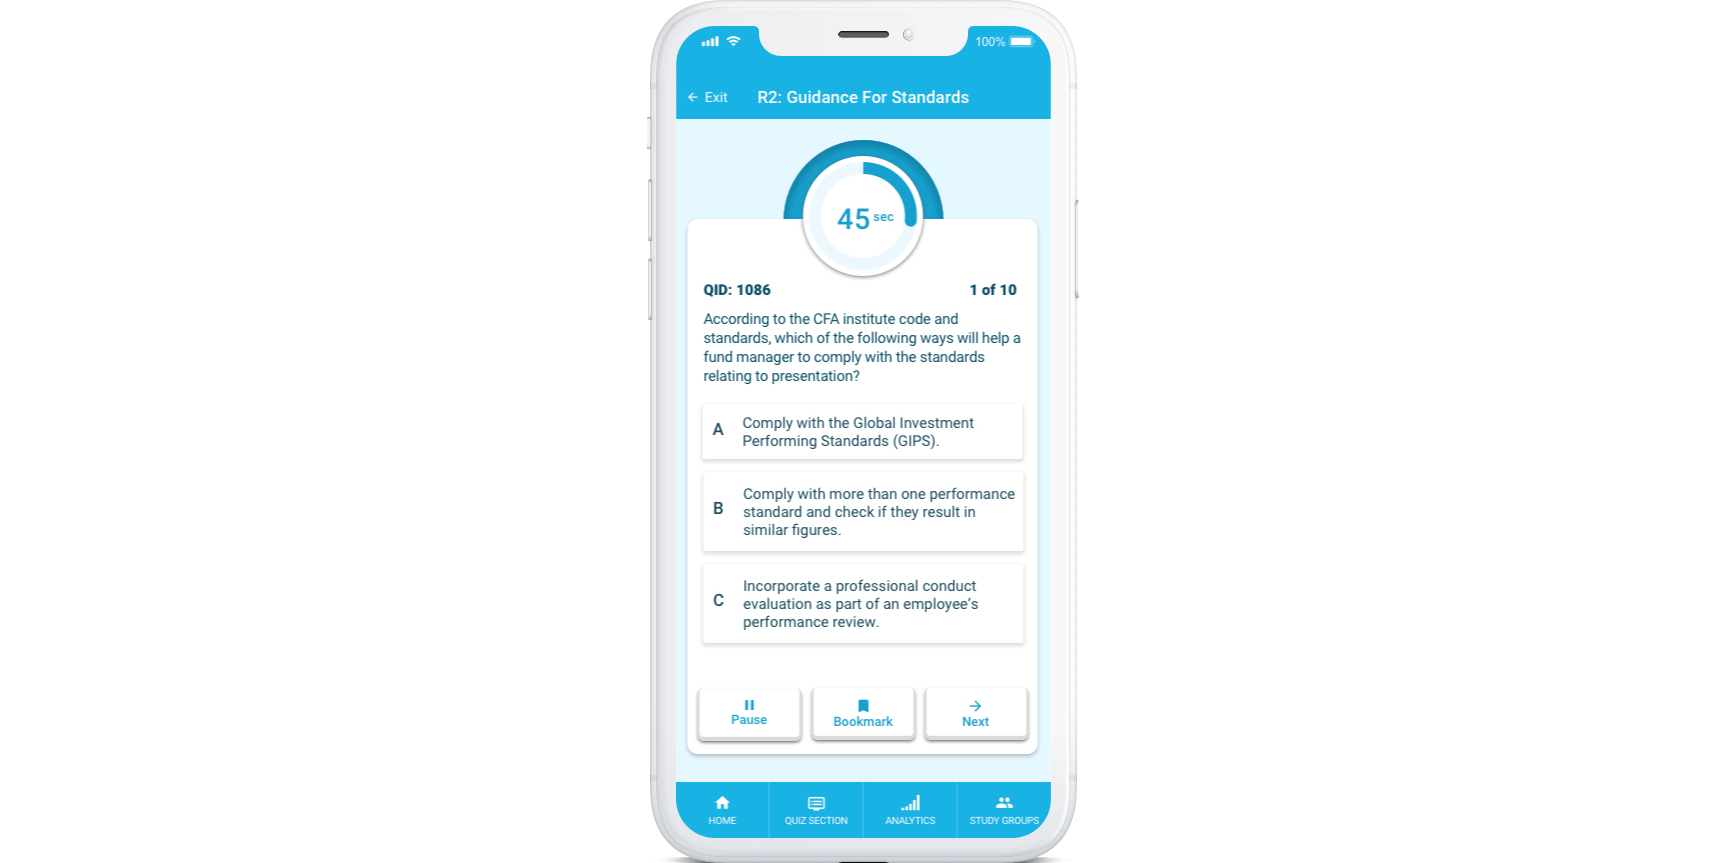 100%
Exit
R2: Guidance For Standards
45 sec
QID: 1086
1 of 10
According to the CFA institute code and
standards, which of the following ways will help a
fund manager to comply with the standards
relating to presentation?
A
Comply with the Global Investment
Performing Standards (GIPS).
B
Comply with more than one performance
standard and check if they result in
similar figures.
C
Incorporate a professional conduct
evaluation as part of an employee's
performance review.
Pause
Bookmark
Next
HOME
QUIZ SECTION
ANALYTICS
STUDY GROUPS